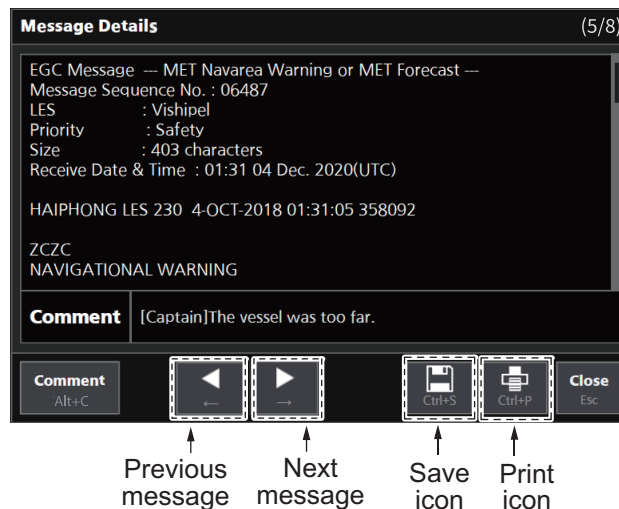 Message Details (5/8)
EGC Message --- MET Navarea Warning or MET Forecast ---
Message Sequence No. : 06487
LES : Vishipel
Priority : Safety
Size : 403 characters
Receive Date & Time : 01:31 04 Dec. 2020(UTC)
HAIPHONG LES 230 4-OCT-2018 01:31:05 358092
ZCZC
NAVIGATIONAL WARNING
Comment [Captain]The vessel was too far.
Comment ◀ ▶ Close
Alt+C ← → Ctrl+S Ctrl+P Esc
Previous message
Next message
Save icon
Print icon